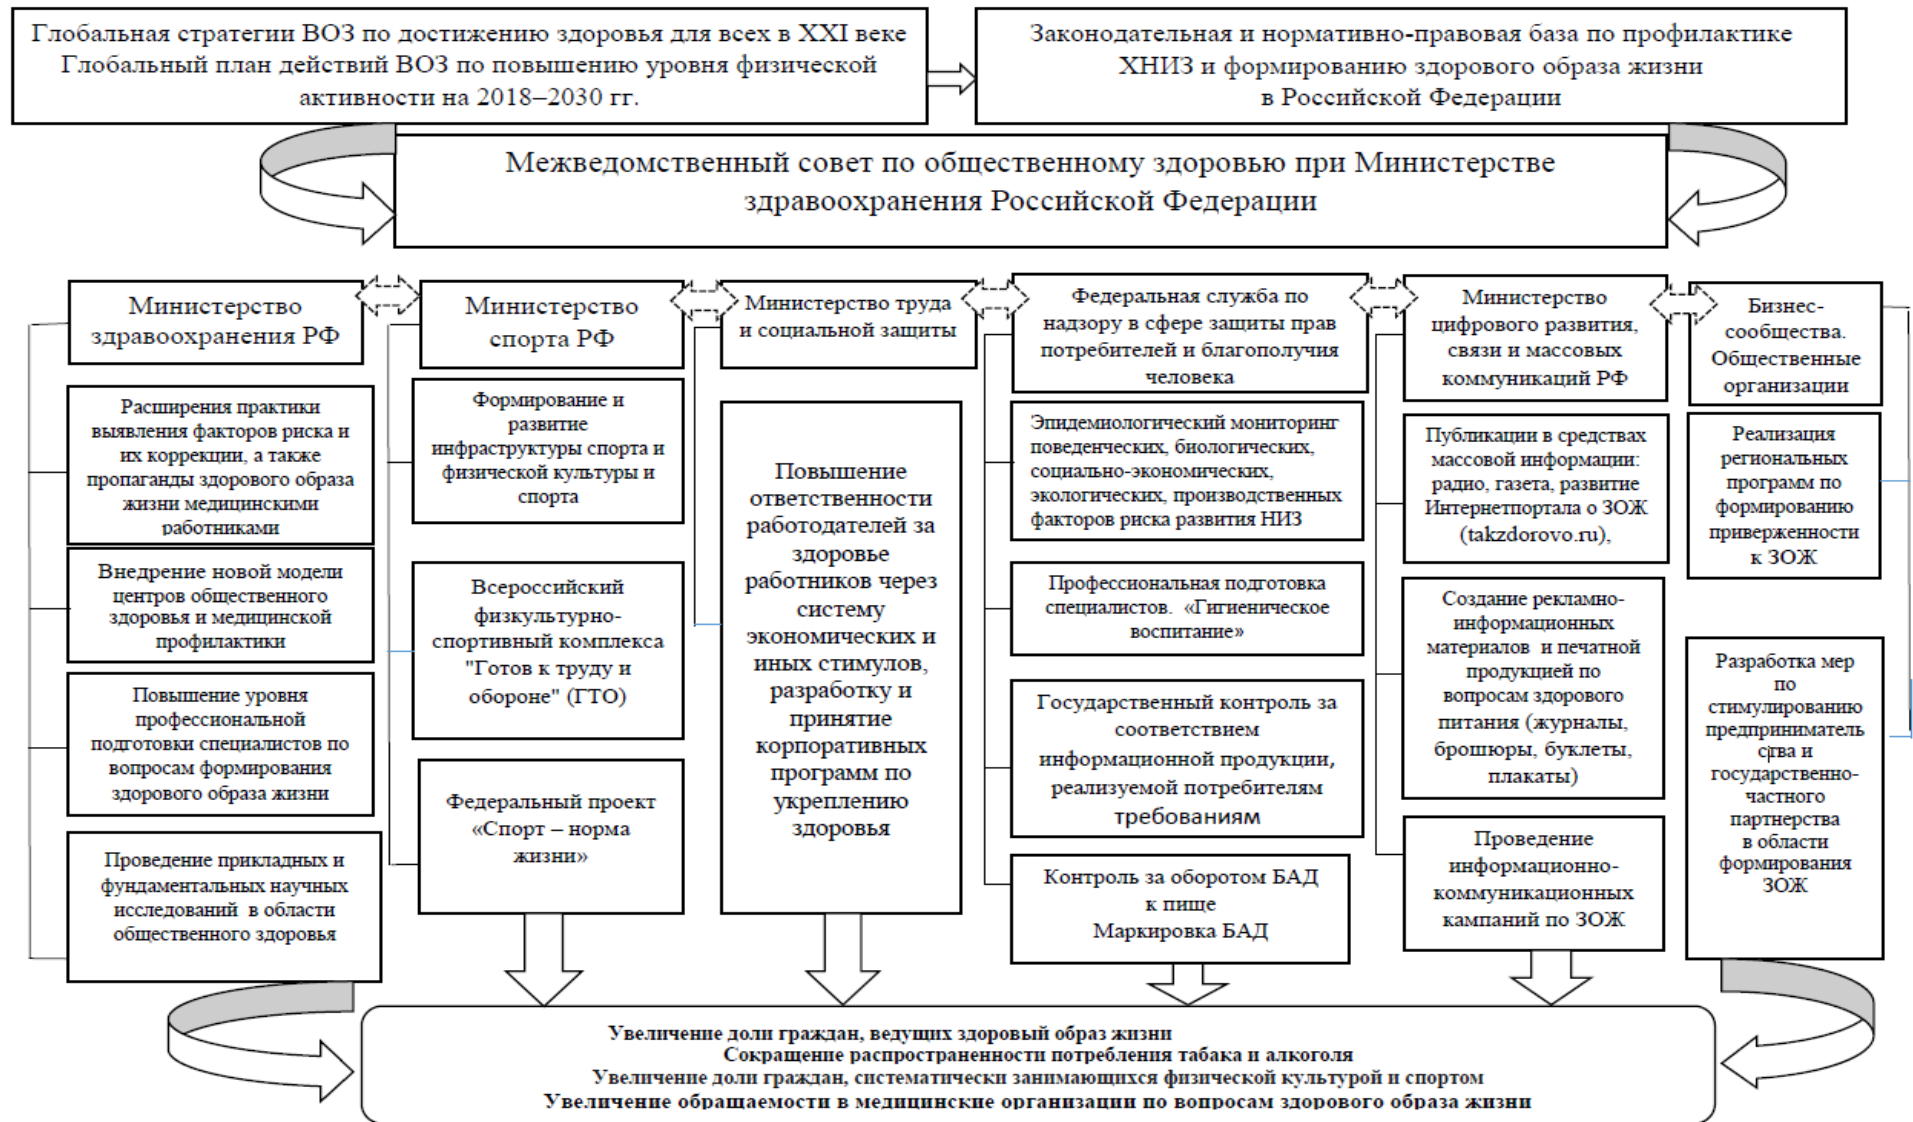 Глобальная стратегии ВОЗ по достижению здоровья для всех в XXI веке
Глобальный план действий ВОЗ по повышению уровня физической
активности на 2018–2030 гг.
Законодательная и нормативно-правовая база по профилактике
ХНИЗ и формированию здорового образа жизни
в Российской Федерации
Межведомственный совет по общественному здоровью при Министерстве
здравоохранения Российской Федерации
Министерство
здравоохранения РФ
Расширения практики
выявления факторов риска и
их коррекции, а также
пропаганды здорового образа
жизни медицинскими
работниками
Внедрение новой модели
центров общественного
здоровья и медицинской
профилактики
Повышение уровня
профессиональной
подготовки специалистов по
вопросам формирования
здорового образа жизни
Проведение прикладных и
фундаментальных научных
исследований в области
общественного здоровья
Министерство
спорта РФ
Формирование и
развитие
инфраструктуры спорта и
физической культуры и
спорта
Всероссийский
физкультурно-
спортивный комплекса
"Готов к труду и
обороне" (ГТО)
Федеральный проект
«Спорт – норма
жизни»
Министерство труда
и социальной защиты
Повышение
ответственности
работодателей за
здоровье
работников через
систему
экономических и
иных стимулов,
разработку и
принятие
корпоративных
программ по
укреплению
здоровья
Федеральная служба по
надзору в сфере защиты прав
потребителей и благополучия
человека
Эпидемиологический мониторинг
поведенческих, биологических,
социально-экономических,
экологических, производственных
факторов риска развития НИЗ
Профессиональная подготовка
специалистов. «Гигиеническое
воспитание»
Государственный контроль за
соответствием
информационной продукции,
реализуемой потребителям
требованиям
Контроль за оборотом БАД
к пище
Маркировка БАД
Министерство
цифрового развития,
связи и массовых
коммуникаций РФ
Публикации в средствах
массовой информации:
радио, газета, развитие
Интернетпортала о ЗОЖ
(takzdorovo.ru),
Создание рекламно-
информационных
материалов и печатной
продукцией по
вопросам здорового
питания (журналы,
брошюры, буклеты,
плакаты)
Проведение
информационно-
коммуникационных
кампаний по ЗОЖ
Бизнес-
сообщества.
Общественные
организации
Реализация
региональных
программ по
формированию
приверженности
к ЗОЖ
Разработка мер
по
стимулированию
предприниматель
ства и
государственно-
частного
партнерства
в области
формирования
ЗОЖ
Увеличение доли граждан, ведущих здоровый образ жизни
Сокращение распространенности потребления табака и алкоголя
Увеличение доли граждан, систематически занимающихся физической культурой и спортом
Увеличение обращаемости в медицинские организации по вопросам здорового образа жизни